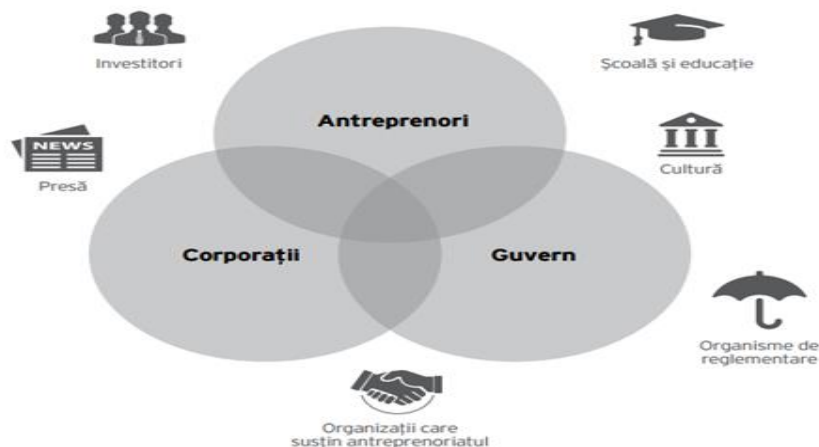 Investitori
Școală și educație
Antreprenori
NEWS
Presă
Cultură
Corporații
Guvern
Organisme de
reglementare
Organizații care
susțin antreprenoriatul